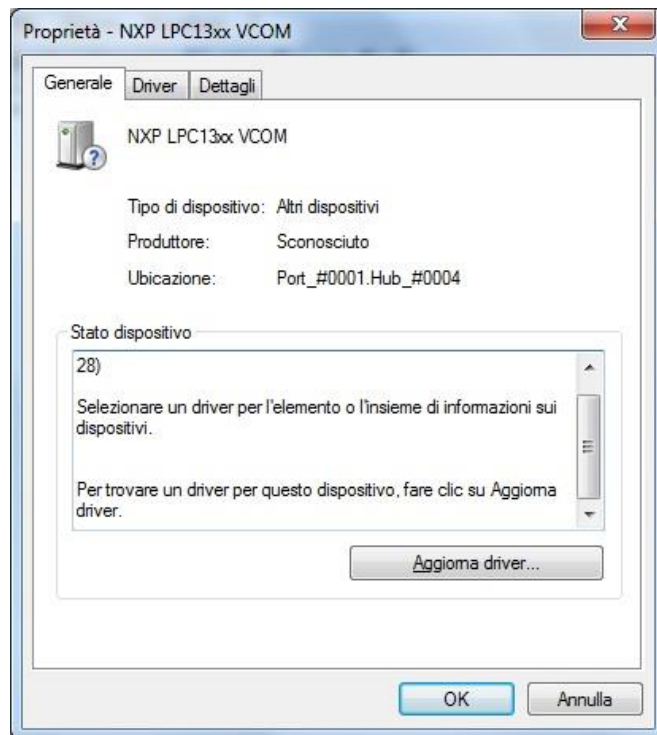 Proprietà - NXP LPC13xx VCOM
Generale Driver Dettagli
NXP LPC13xx VCOM
Tipo di dispositivo: Altri dispositivi
Produttore: Sconosciuto
Ubicazione: Port_#0001.Hub_#0004
Stato dispositivo
28)
Selezionare un driver per l'elemento o l'insieme di informazioni sui
dispositivi.
Per trovare un driver per questo dispositivo, fare clic su Aggiorna
driver.
Aggiorna driver...
OK Annulla